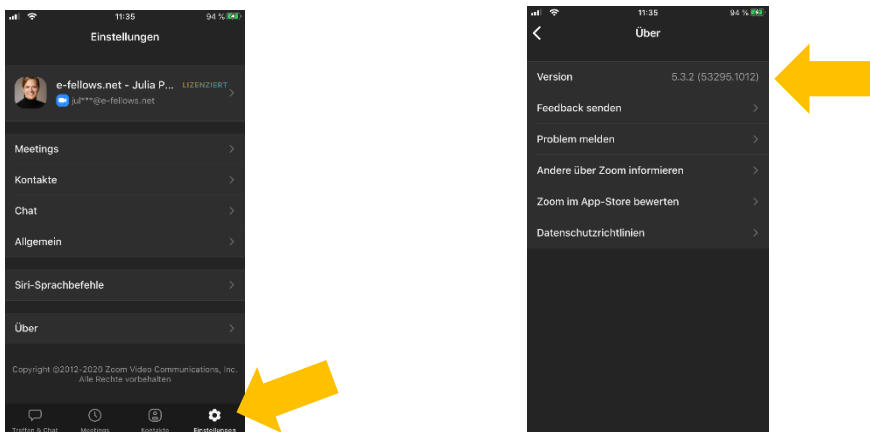 11:35
94 %
Einstellungen
e-fellows.net - Julia P... LIZENZIERT
jul***@e-fellows.net
Meetings
Kontakte
Chat
Allgemein
Siri-Sprachbefehle
Über
Copyright ©2012-2020 Zoom Video Communications, Inc.
Alle Rechte vorbehalten
Treffen & Chat Meetings Kontakte Einstellungen
11:35
94 %
Über
Version 5.3.2 (53295.1012)
Feedback senden
Problem melden
Andere über Zoom informieren
Zoom im App-Store bewerten
Datenschutzrichtlinien